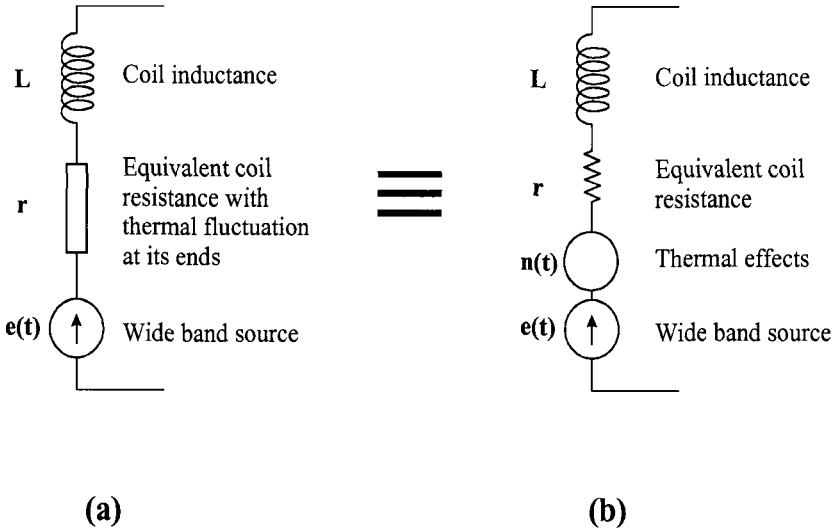 L Coil inductance
r Equivalent coil
resistance with
thermal fluctuation
at its ends
e(t) Wide band source
(a)
L Coil inductance
r Equivalent coil
resistance
n(t) Thermal effects
e(t) Wide band source
(b)